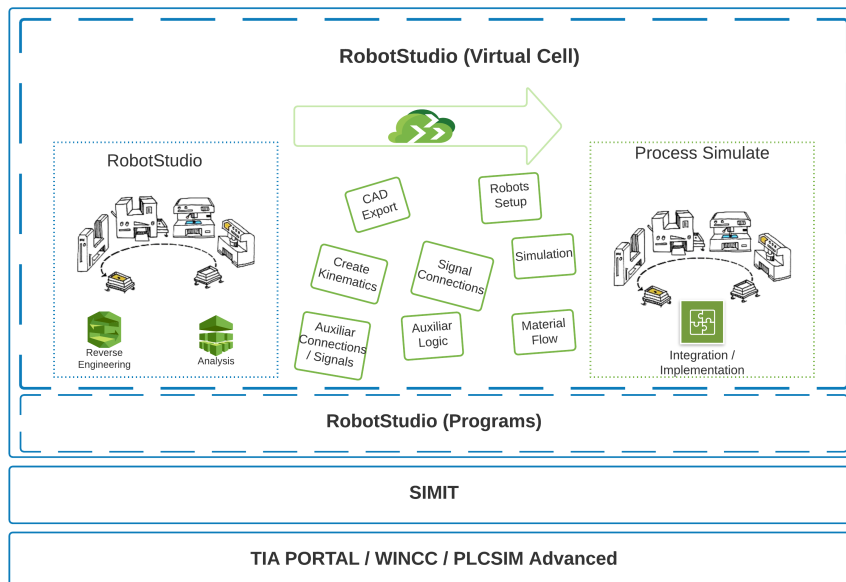 RobotStudio (Virtual Cell)
RobotStudio
Process Simulate
CAD
Export
Robots
Setup
Create
Kinematics
Signal
Connections
Simulation
Auxiliar
Connections
/ Signals
Auxiliar
Logic
Material
Flow
Reverse
Engineering
Analysis
Integration /
Implementation
RobotStudio (Programs)
SIMIT
TIA PORTAL / WINCC / PLCSIM Advanced